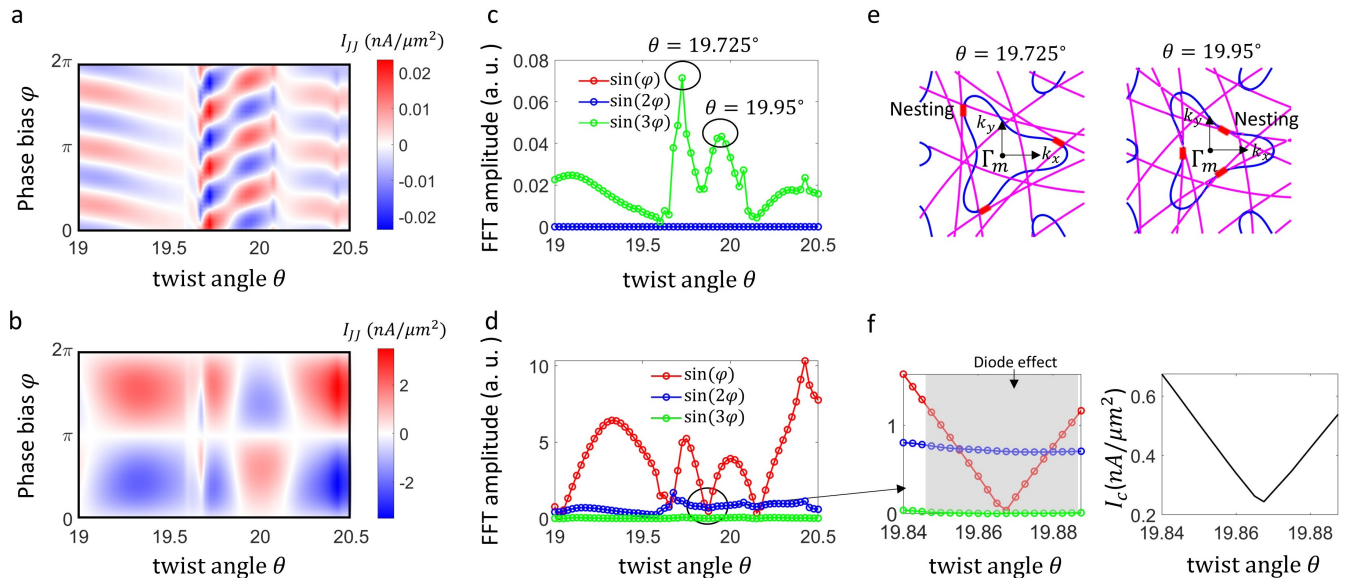 a
I_JJ (nA/μm²)
2π
π
0
Phase bias φ
0.02
0.01
0
-0.01
-0.02
19
19.5
20
20.5
twist angle θ
b
I_JJ (nA/μm²)
2π
π
0
Phase bias φ
2
0
-2
19
19.5
20
20.5
twist angle θ
c
θ = 19.725°
0.08
0.06
0.04
0.02
0
FFT amplitude (a. u. )
sin(φ)
sin(2φ)
sin(3φ)
θ = 19.95°
19
19.5
20
20.5
twist angle θ
d
10
5
0
FFT amplitude (a. u. )
sin(φ)
sin(2φ)
sin(3φ)
19
19.5
20
20.5
twist angle θ
e
θ = 19.725°
Nesting
k_y
Γ_m
k_x
θ = 19.95°
k_y
Nesting
Γ_m
k_x
f
Diode effect
1
0
19.84
19.86
19.88
twist angle θ
I_c(nA/μm²)
0.6
0.4
0.2
19.84
19.86
19.88
twist angle θ